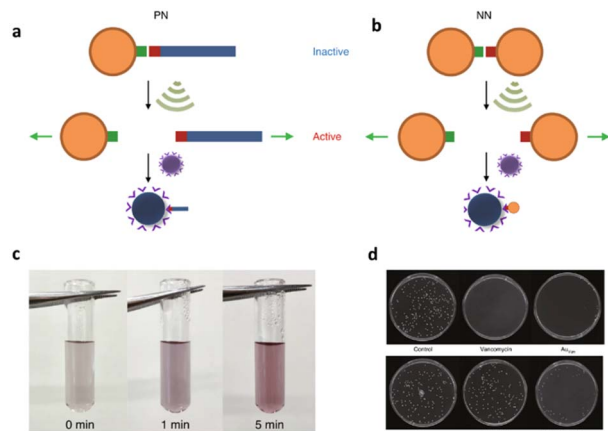 a
PN
Inactive
Active
b
NN
c
0 min
1 min
5 min
d
Control
Vancomycin